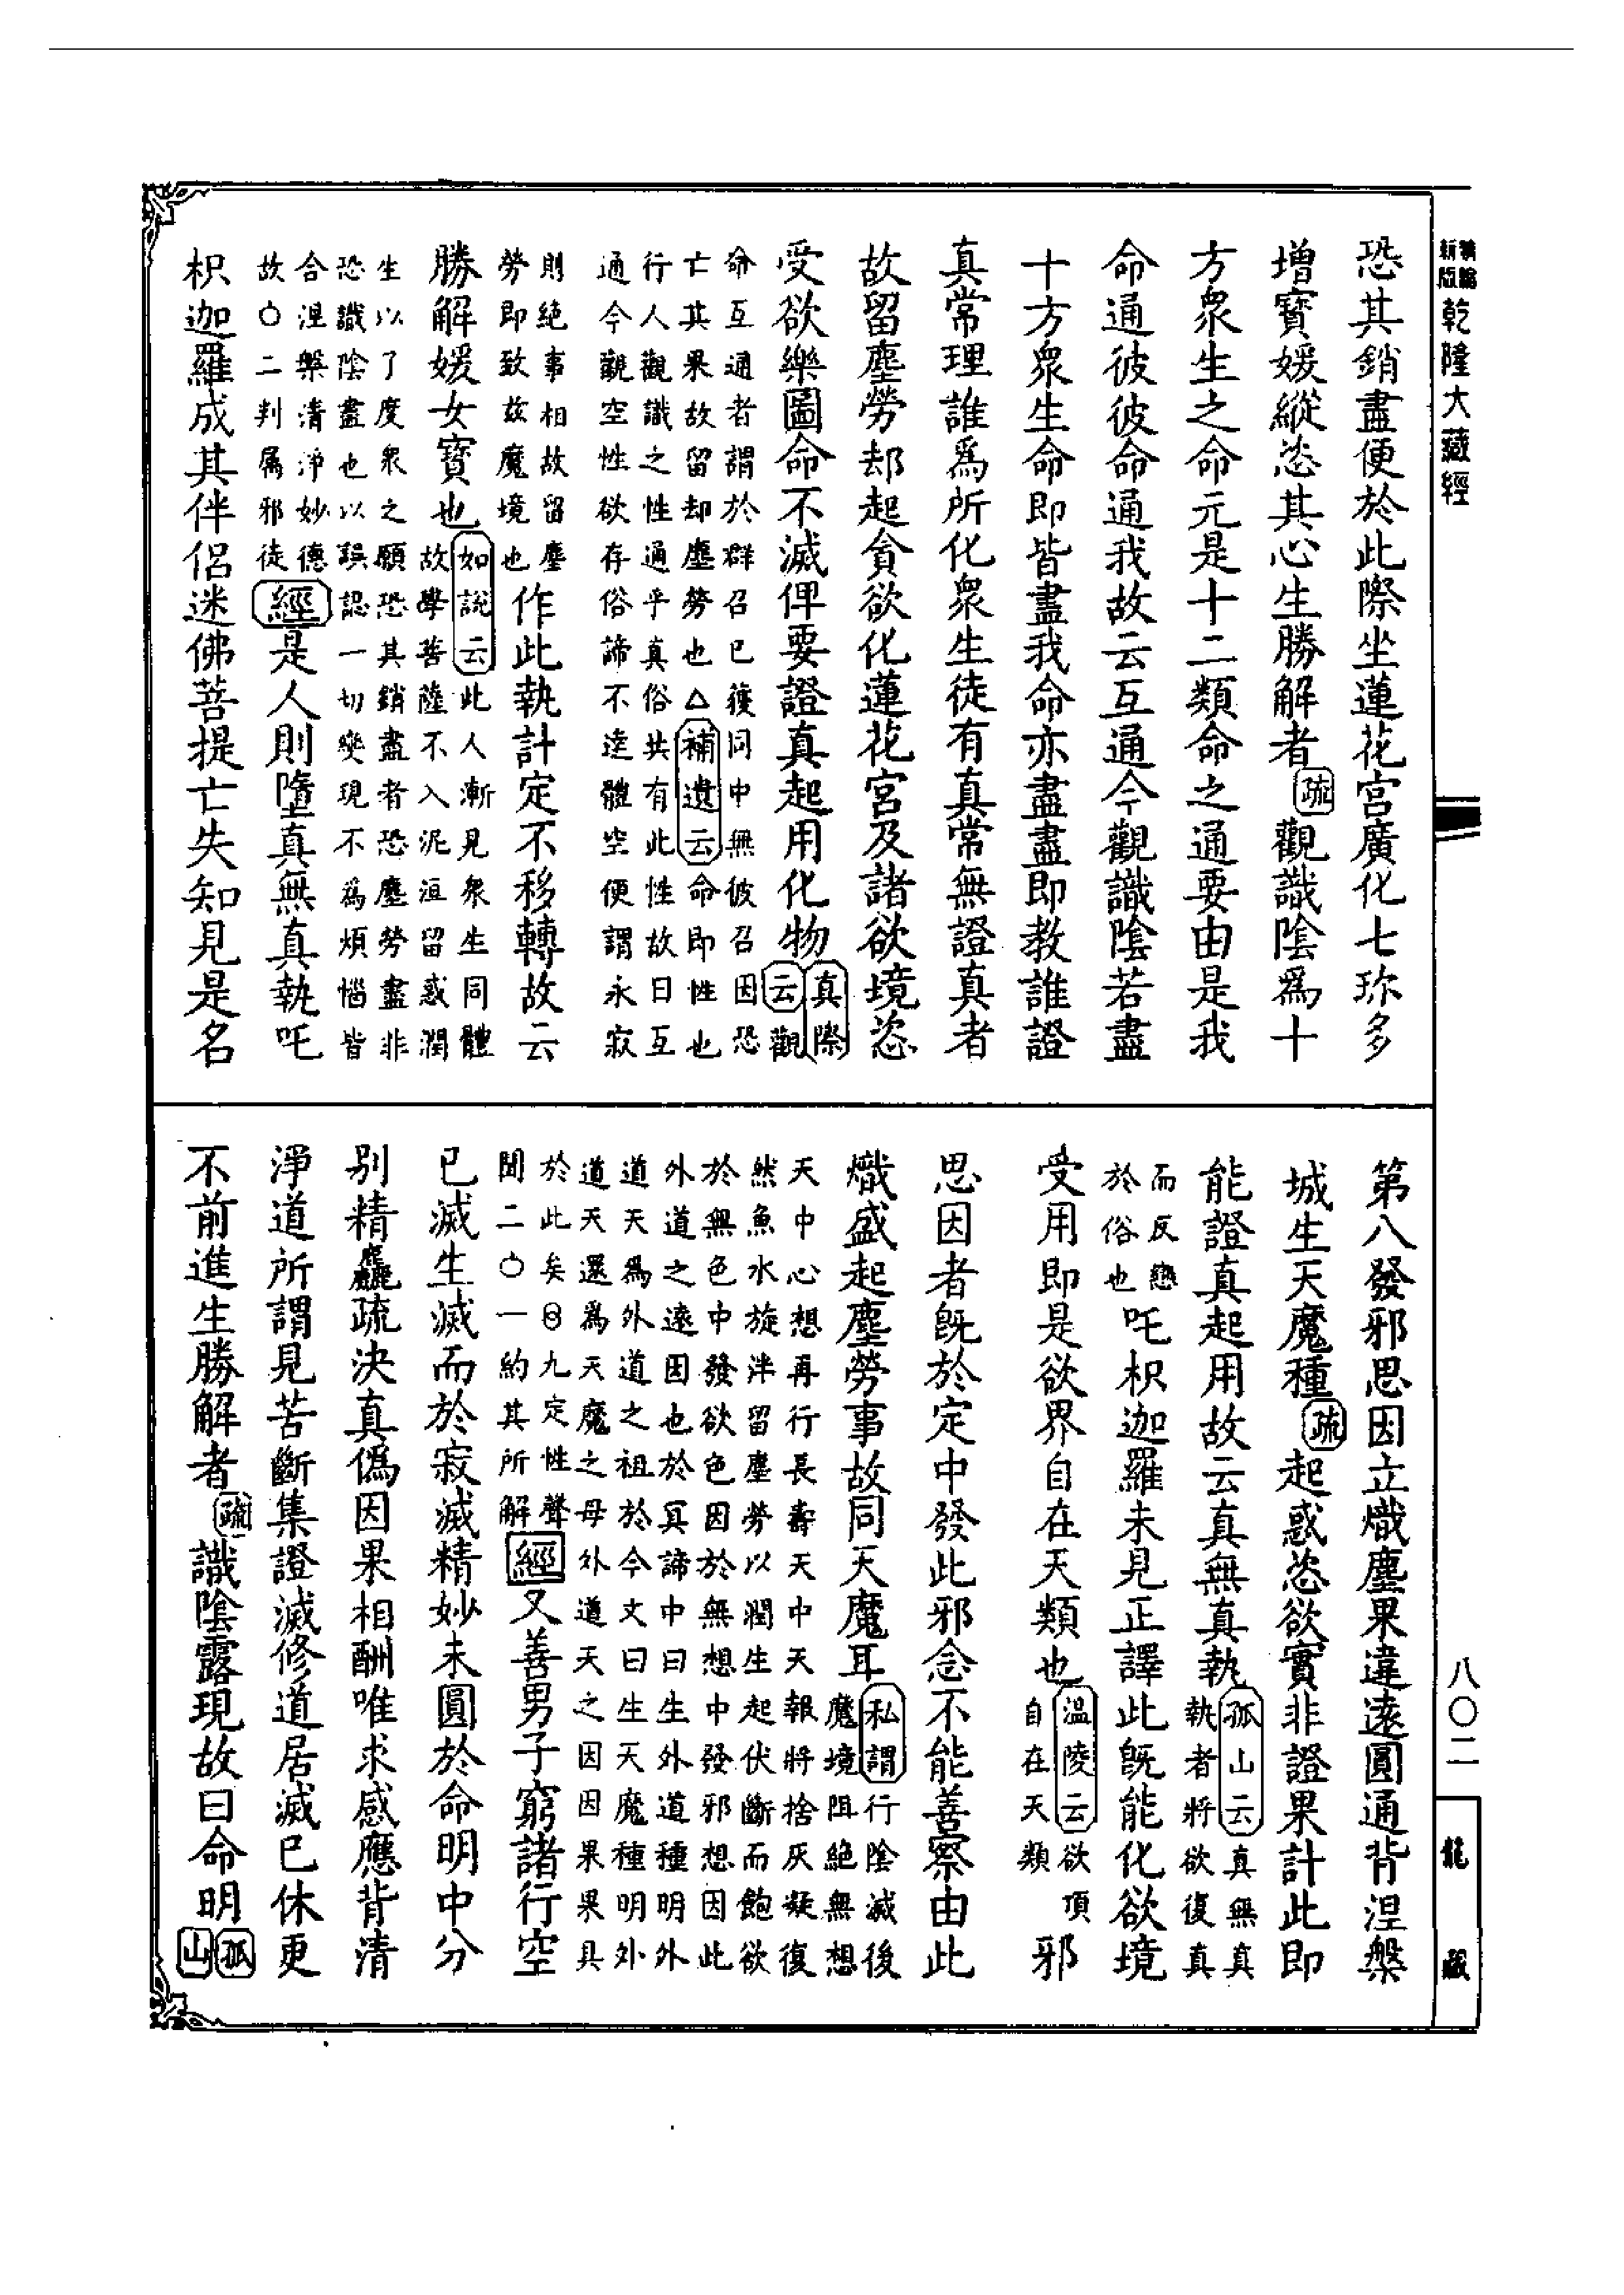 新編
新版
乾隆大藏經
恐其銷盡便於此際坐蓮花宮廣化七珎多
增寳媛縱恣其心生勝解者疏觀識陰爲十
方衆生之命元是十二類命之通要由是我
命通彼彼命通我故云互通今觀識陰若盡
十方衆生命即皆盡我命亦盡盡即教誰證
真常理誰爲所化衆生徒有真常無證真者
故留塵勞却起貪欲化蓮花宮及諸欲境恣
受欲樂圖命不滅俾要證真起用化物真際云觀
命互通者謂於群召已獲同中無彼召因恐
亡其果故留却塵勞也△補遺云命即性也
行人觀識之性通乎真俗共有此性故曰互
通今觀空性欲存俗諦不達體空便謂永寂
則絶事相故留塵
勞即致兹魔境也
作此執計定不移轉故云
勝解媛女寳也如說云此人漸見衆生同體
故學菩薩不入泥洹留惑潤
生以了度衆之願恐其銷盡者恐塵勞盡非
恐識陰盡也以誤認一切變現不爲煩惱皆
合涅槃清淨妙德
故○二判屬邪徒
經是人則墮真無真執吒
枳迦羅成其伴侶迷佛菩提亡失知見是名
第八發邪思因立熾塵果違遠圓通背涅槃
城生天魔種疏起惑恣欲實非證果計此即
能證真起用故云真無真執孤山云真無真
執者將欲復真
而反戀
於俗也
吒枳迦羅未見正譯此旣能化欲境
受用即是欲界自在天類也溫陵云欲頂
自在天類
邪
思因者旣於定中發此邪念不能善察由此
熾盛起塵勞事故同天魔耳私謂行陰滅後
魔境阻絶無想
天中心想再行長壽天中天報將捨灰凝復
然魚水旋泮留塵勞以潤生起伏斷而飽欲
於無色中發欲色因於無想中發邪想因此
外道之遠因也於冥諦中曰生外道種明外
道天爲外道之祖於今文曰生天魔種明外
道天還爲天魔之母外道天之因因果果具
於此矣⊖九定性聲
聞二○一約其所解
經又善男子窮諸行空
已滅生滅而於寂滅精妙未圓於命明中分
别精麤疏決真僞因果相酬唯求感應背清
淨道所謂見苦斷集證滅修道居滅已休更
不前進生勝解者疏識陰露現故曰命明孤山
八〇二
龍藏